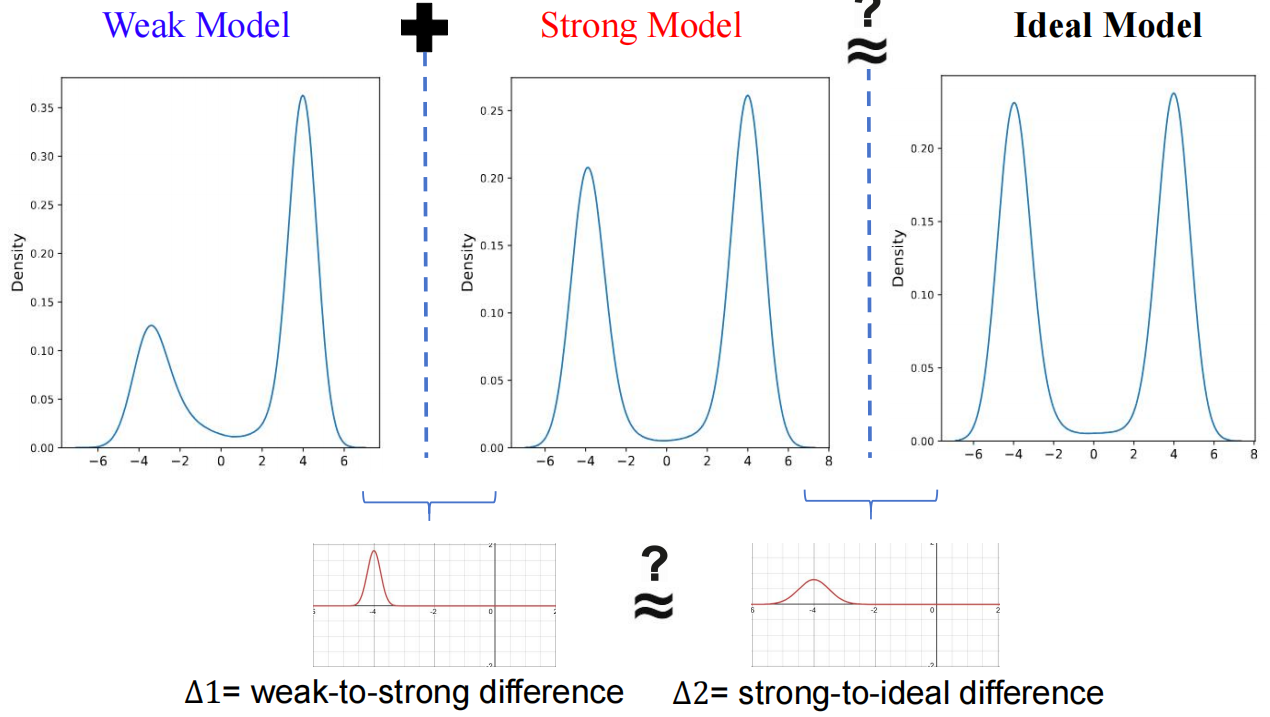 Weak Model
Strong Model
?
≈
Ideal Model
Density
0.35
0.30
0.25
0.20
0.15
0.10
0.05
0.00
−6 −4 −2 0 2 4 6
Density
0.25
0.20
0.15
0.10
0.05
0.00
−6 −4 −2 0 2 4 6 8
Density
0.20
0.15
0.10
0.05
0.00
−6 −4 −2 0 2 4 6 8
2
-4 -2 0
-2
?
≈
2
6 -4 -2 0 2
-2
Δ1= weak-to-strong difference
Δ2= strong-to-ideal difference